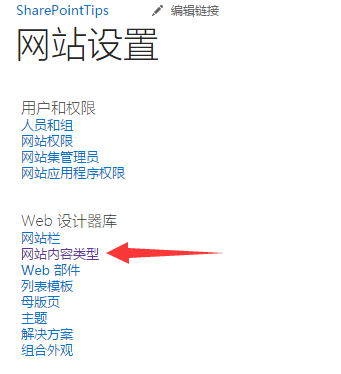 SharePointTips 编辑链接
网站设置
用户和权限
人员和组
网站权限
网站集管理员
网站应用程序权限
Web 设计器库
网站栏
网站内容类型
Web 部件
列表模板
母版页
主题
解决方案
组合外观